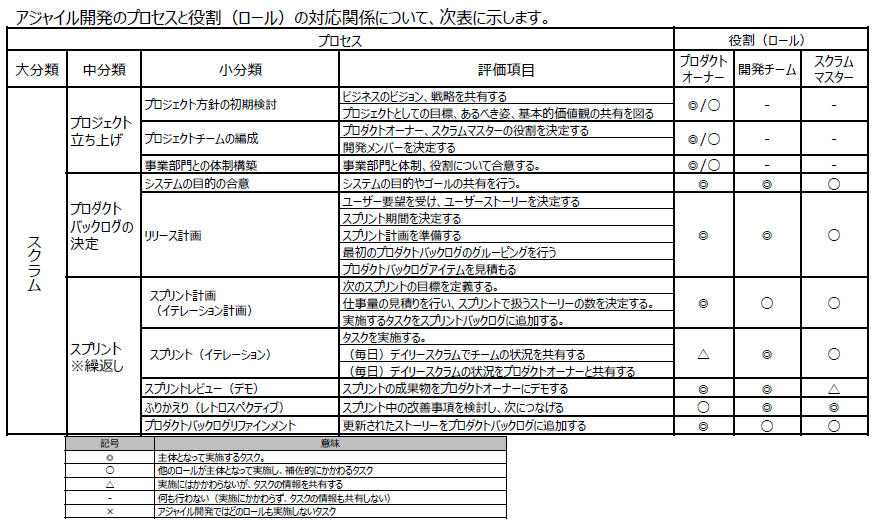 アジャイル開発のプロセスと役割（ロール）の対応関係について、次表に示します。
プロセス 役割（ロール）
大分類 中分類 小分類 評価項目 プロダクトオーナー 開発チーム スクラムマスター
スクラム
プロジェクト立ち上げ
プロジェクト方針の初期検討
ビジネスのビジョン、戦略を共有する
プロジェクトとしての目標、あるべき姿、基本的価値観の共有を図る
◎/○ - -
プロジェクトチームの編成
プロダクトオーナー、スクラムマスターの役割を決定する
開発メンバーを決定する
◎/○ - -
事業部門との体制構築 事業部門と体制、役割について合意する。 ◎/○ - -
プロダクトバックログの決定
システムの目的の合意 システムの目的やゴールの共有を行う。 ◎ ◎ ○
リリース計画
ユーザー要望を受け、ユーザーストーリーを決定する
スプリント期間を決定する
スプリント計画を準備する
最初のプロダクトバックログのグルーピングを行う
プロダクトバックログアイテムを見積もる
◎ ◎ ○
スプリント
※繰返し
スプリント計画
（イテレーション計画）
次のスプリントの目標を定義する。
仕事量の見積りを行い、スプリントで扱うストーリーの数を決定する。
実施するタスクをスプリントバックログに追加する。
◎ ○ ○
スプリント（イテレーション）
タスクを実施する。
（毎日）デイリースクラムでチームの状況を共有する
（毎日）デイリースクラムの状況をプロダクトオーナーと共有する
△ ◎ ○
スプリントレビュー（デモ） スプリントの成果物をプロダクトオーナーにデモする ◎ ◎ △
ふりかえり（レトロスペクティブ） スプリント中の改善事項を検討し、次につなげる ○ ◎ ◎
プロダクトバックログリファインメント 更新されたストーリーをプロダクトバックログに追加する ◎ ○ ○
記号 意味
◎ 主体となって実施するタスク。
○ 他のロールが主体となって実施し、補佐的にかかわるタスク
△ 実施にはかかわらないが、タスクの情報を共有する
- 何も行わない（実施にかかわらず、タスクの情報も共有しない）
× アジャイル開発ではどのロールも実施しないタスク